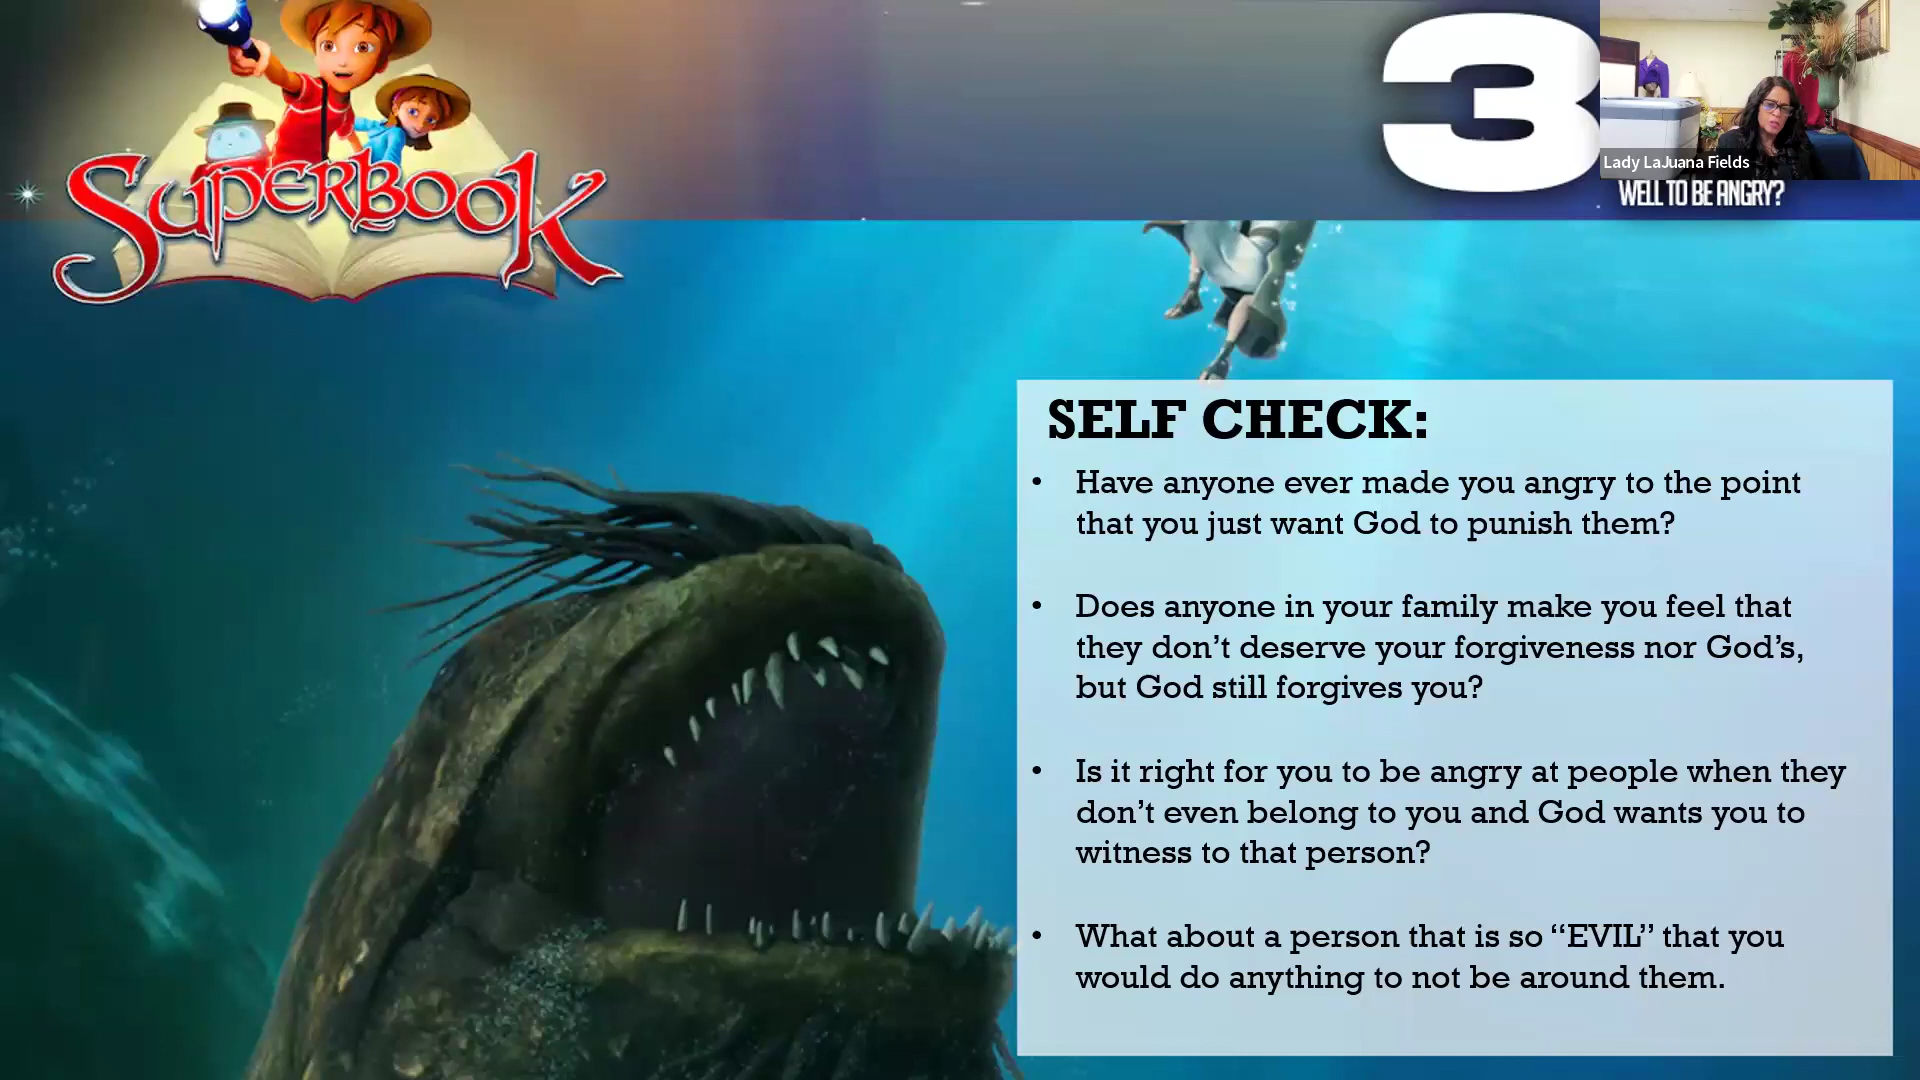 SUPERBOOK
3
Lady LaJuana Fields
WELL TO BE ANGRY?
SELF CHECK:
• Have anyone ever made you angry to the point
that you just want God to punish them?
• Does anyone in your family make you feel that
they don’t deserve your forgiveness nor God’s,
but God still forgives you?
• Is it right for you to be angry at people when they
don’t even belong to you and God wants you to
witness to that person?
• What about a person that is so “EVIL” that you
would do anything to not be around them.